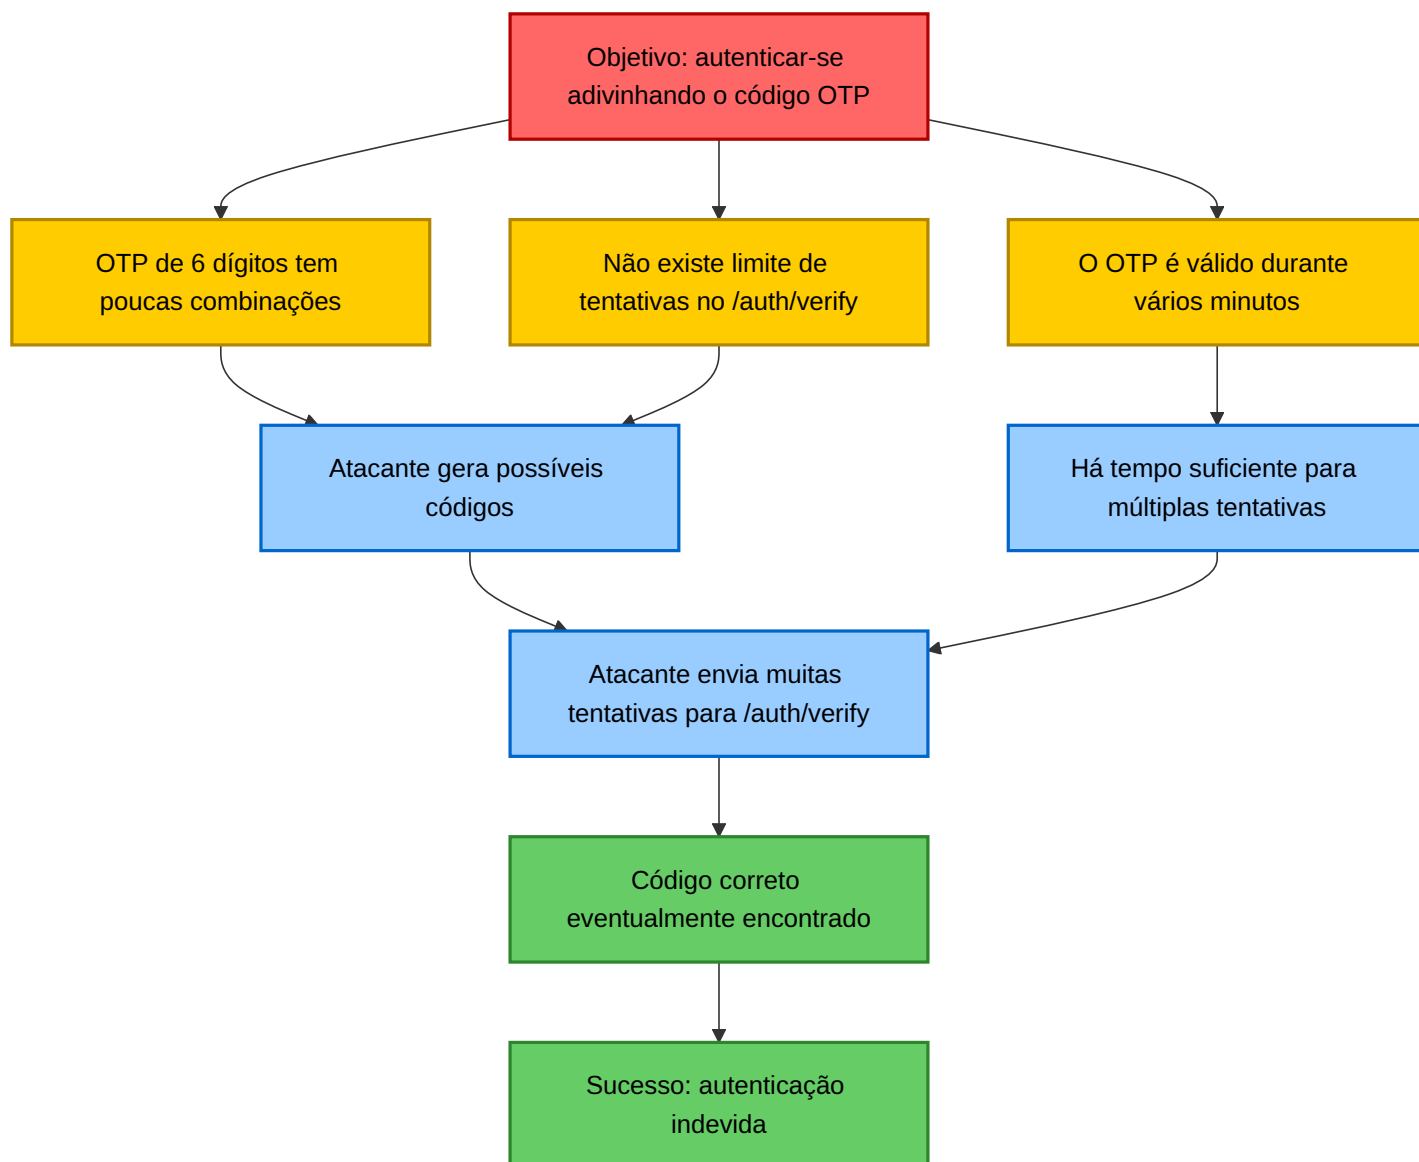 Objetivo: autenticar-se
adivinhando o código OTP
OTP de 6 dígitos tem
poucas combinações
Não existe limite de
tentativas no /auth/verify
O OTP é válido durante
vários minutos
Atacante gera possíveis
códigos
Há tempo suficiente para
múltiplas tentativas
Atacante envia muitas
tentativas para /auth/verify
Código correto
eventualmente encontrado
Sucesso: autenticação
indevida